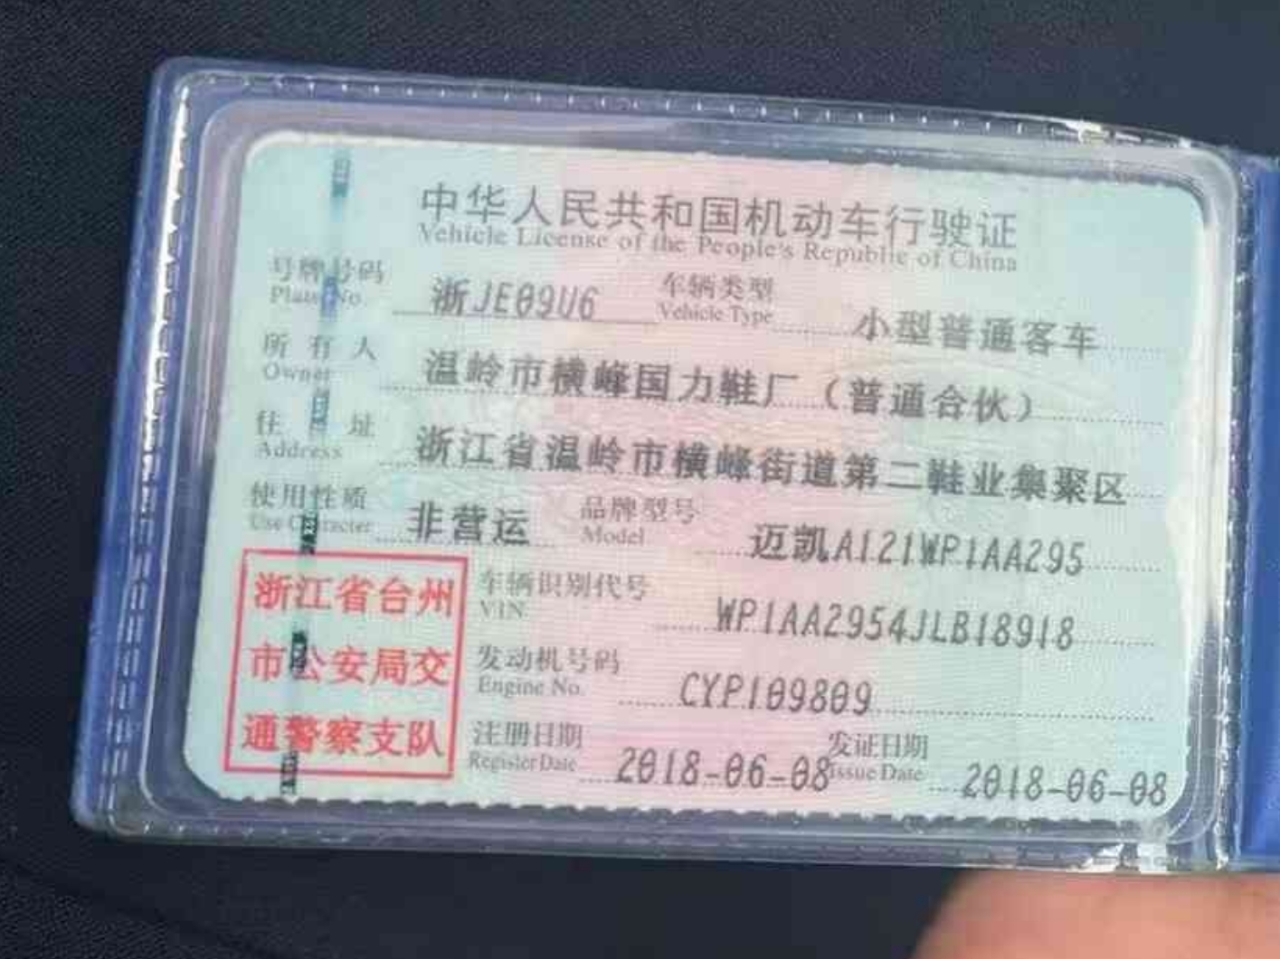 中华人民共和国机动车行驶证
Vehicle License of the People's Republic of China
号牌号码 浙JE09U6 车辆类型 小型普通客车
Plate No. Vehicle Type
所有人 温岭市横峰国力鞋厂（普通合伙）
Owner
住址 浙江省温岭市横峰街道第二鞋业集聚区
Address
使用性质 非营运 品牌型号 迈凯A121WP1AA295
Use Character Model
浙江省台州
市公安局交
通警察支队
车辆识别代号 WP1AA2954JLB18918
VIN
发动机号码 CYP109809
Engine No.
注册日期 2018-06-08 发证日期 2018-06-08
Register Date Issue Date